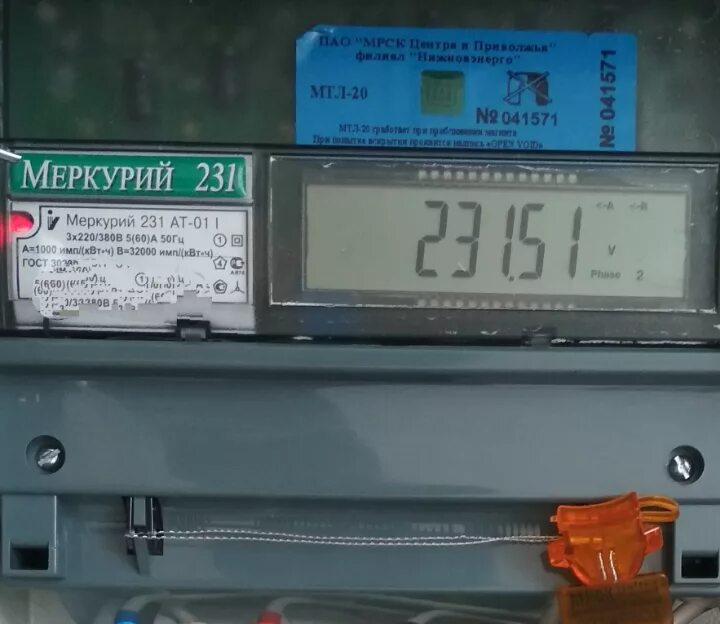 ПАО "МРСК Центра и Приволжья"
филиал "Нижновэнерго"
МТЛ-20
№ 041571
№ 041571
МТЛ-20 сработает при приближении магнита
При попытке вскрытия проявится надпись «OPEN VOID»
МЕРКУРИЙ 231
Меркурий 231 АТ-01 I
3х220/380В 5(60)А 50Гц
А=1000 имп/(кВт•ч) В=32000 имп/(кВт•ч)
ГОСТ
231.51
<-A <-B
V
Phase 2